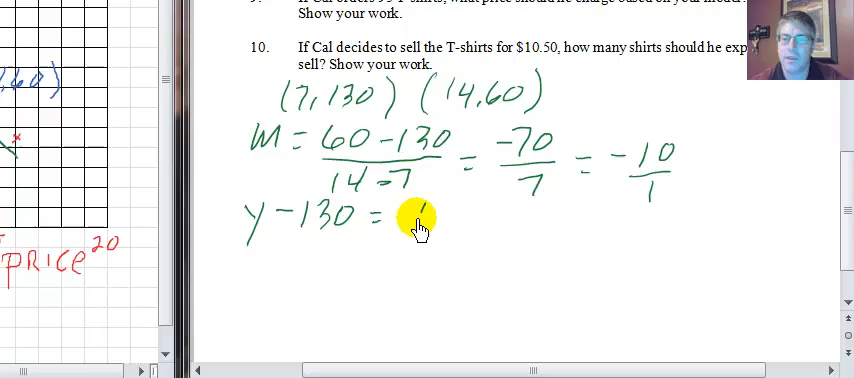 Show your work.
10. If Cal decides to sell the T-shirts for $10.50, how many shirts should he exp
sell? Show your work.
,60)
(7,130) (14,60)
M = 60 - 130 / 14 - 7 = -70 / 7 = -10 / 1
y - 130 =
PRICE 20